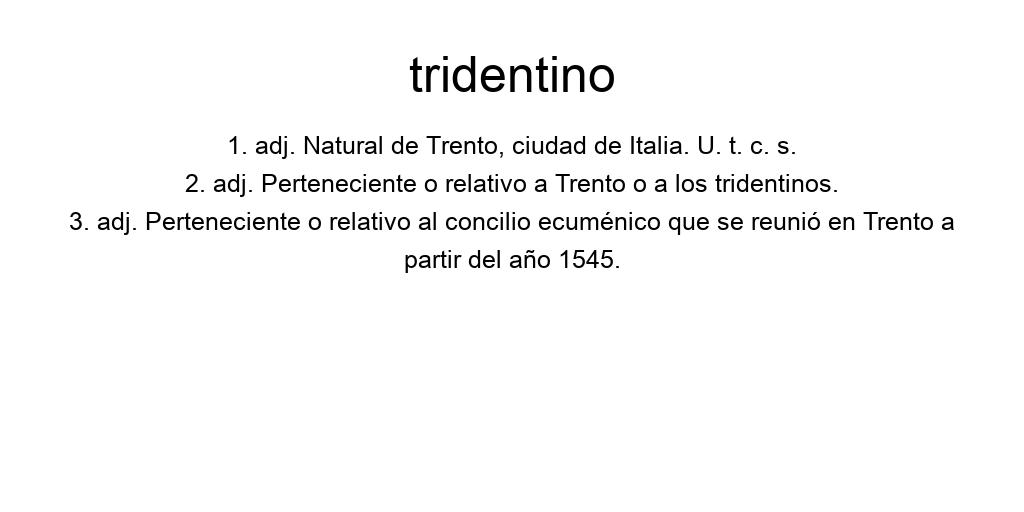 tridentino
1. adj. Natural de Trento, ciudad de Italia. U. t. c. s.
2. adj. Perteneciente o relativo a Trento o a los tridentinos.
3. adj. Perteneciente o relativo al concilio ecuménico que se reunió en Trento a
partir del año 1545.